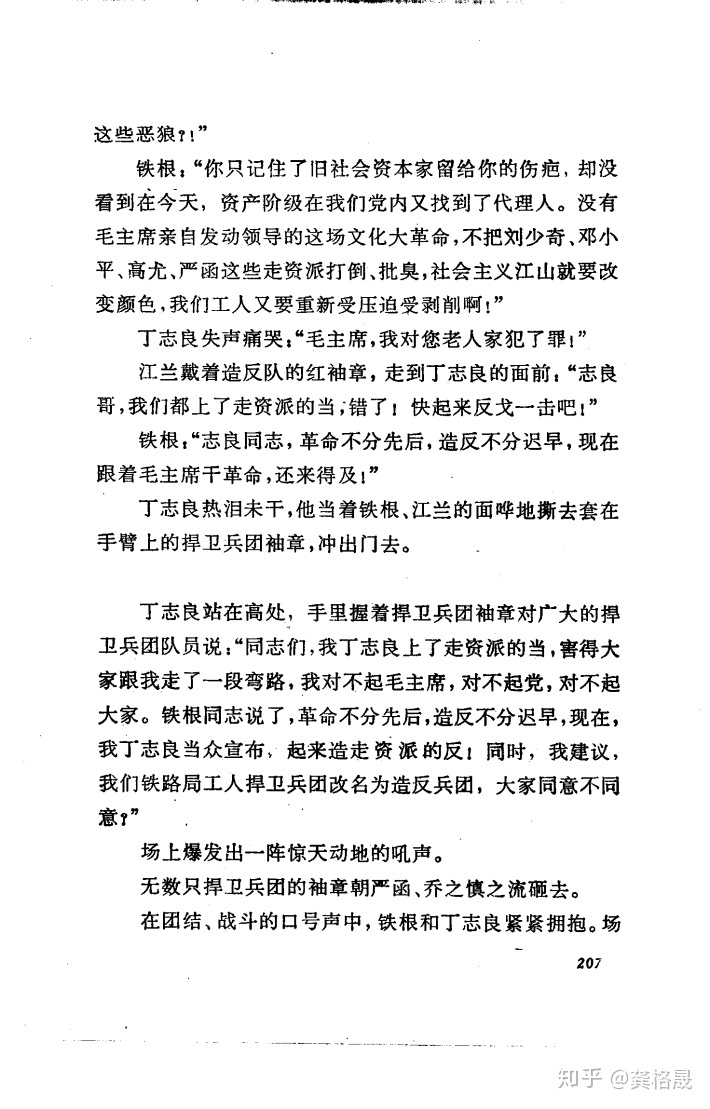 这些恶狼?!”
铁根:“你只记住了旧社会资本家留给你的伤疤,却没
看到在今天,资产阶级在我们党内又找到了代理人。没有
毛主席亲自发动领导的这场文化大革命,不把刘少奇、邓小
平、高尤、严函这些走资派打倒、批臭,社会主义江山就要改
变颜色,我们工人又要重新受压迫受剥削啊!”
丁志良失声痛哭:“毛主席,我对您老人家犯了罪!”
江兰戴着造反队的红袖章,走到丁志良的面前:“志良
哥,我们都上了走资派的当,错了!快起来反戈一击吧!”
铁根:“志良同志,革命不分先后,造反不分迟早,现在
跟着毛主席干革命,还来得及!”
丁志良热泪未干,他当着铁根、江兰的面哗地撕去套在
手臂上的捍卫兵团袖章,冲出门去。
丁志良站在高处,手里握着捍卫兵团袖章对广大的捍
卫兵团队员说:“同志们,我丁志良上了走资派的当,害得大
家跟我走了一段弯路,我对不起毛主席,对不起党,对不起
大家。铁根同志说了,革命不分先后,造反不分迟早,现在,
我丁志良当众宣布,起来造走资派的反!同时,我建议,
我们铁路局工人捍卫兵团改名为造反兵团,大家同意不同
意?”
场上爆发出一阵惊天动地的吼声。
无数只捍卫兵团的袖章朝严函、乔之慎之流砸去。
在团结、战斗的口号声中,铁根和丁志良紧紧拥抱。场
207
知乎 @龚格晟